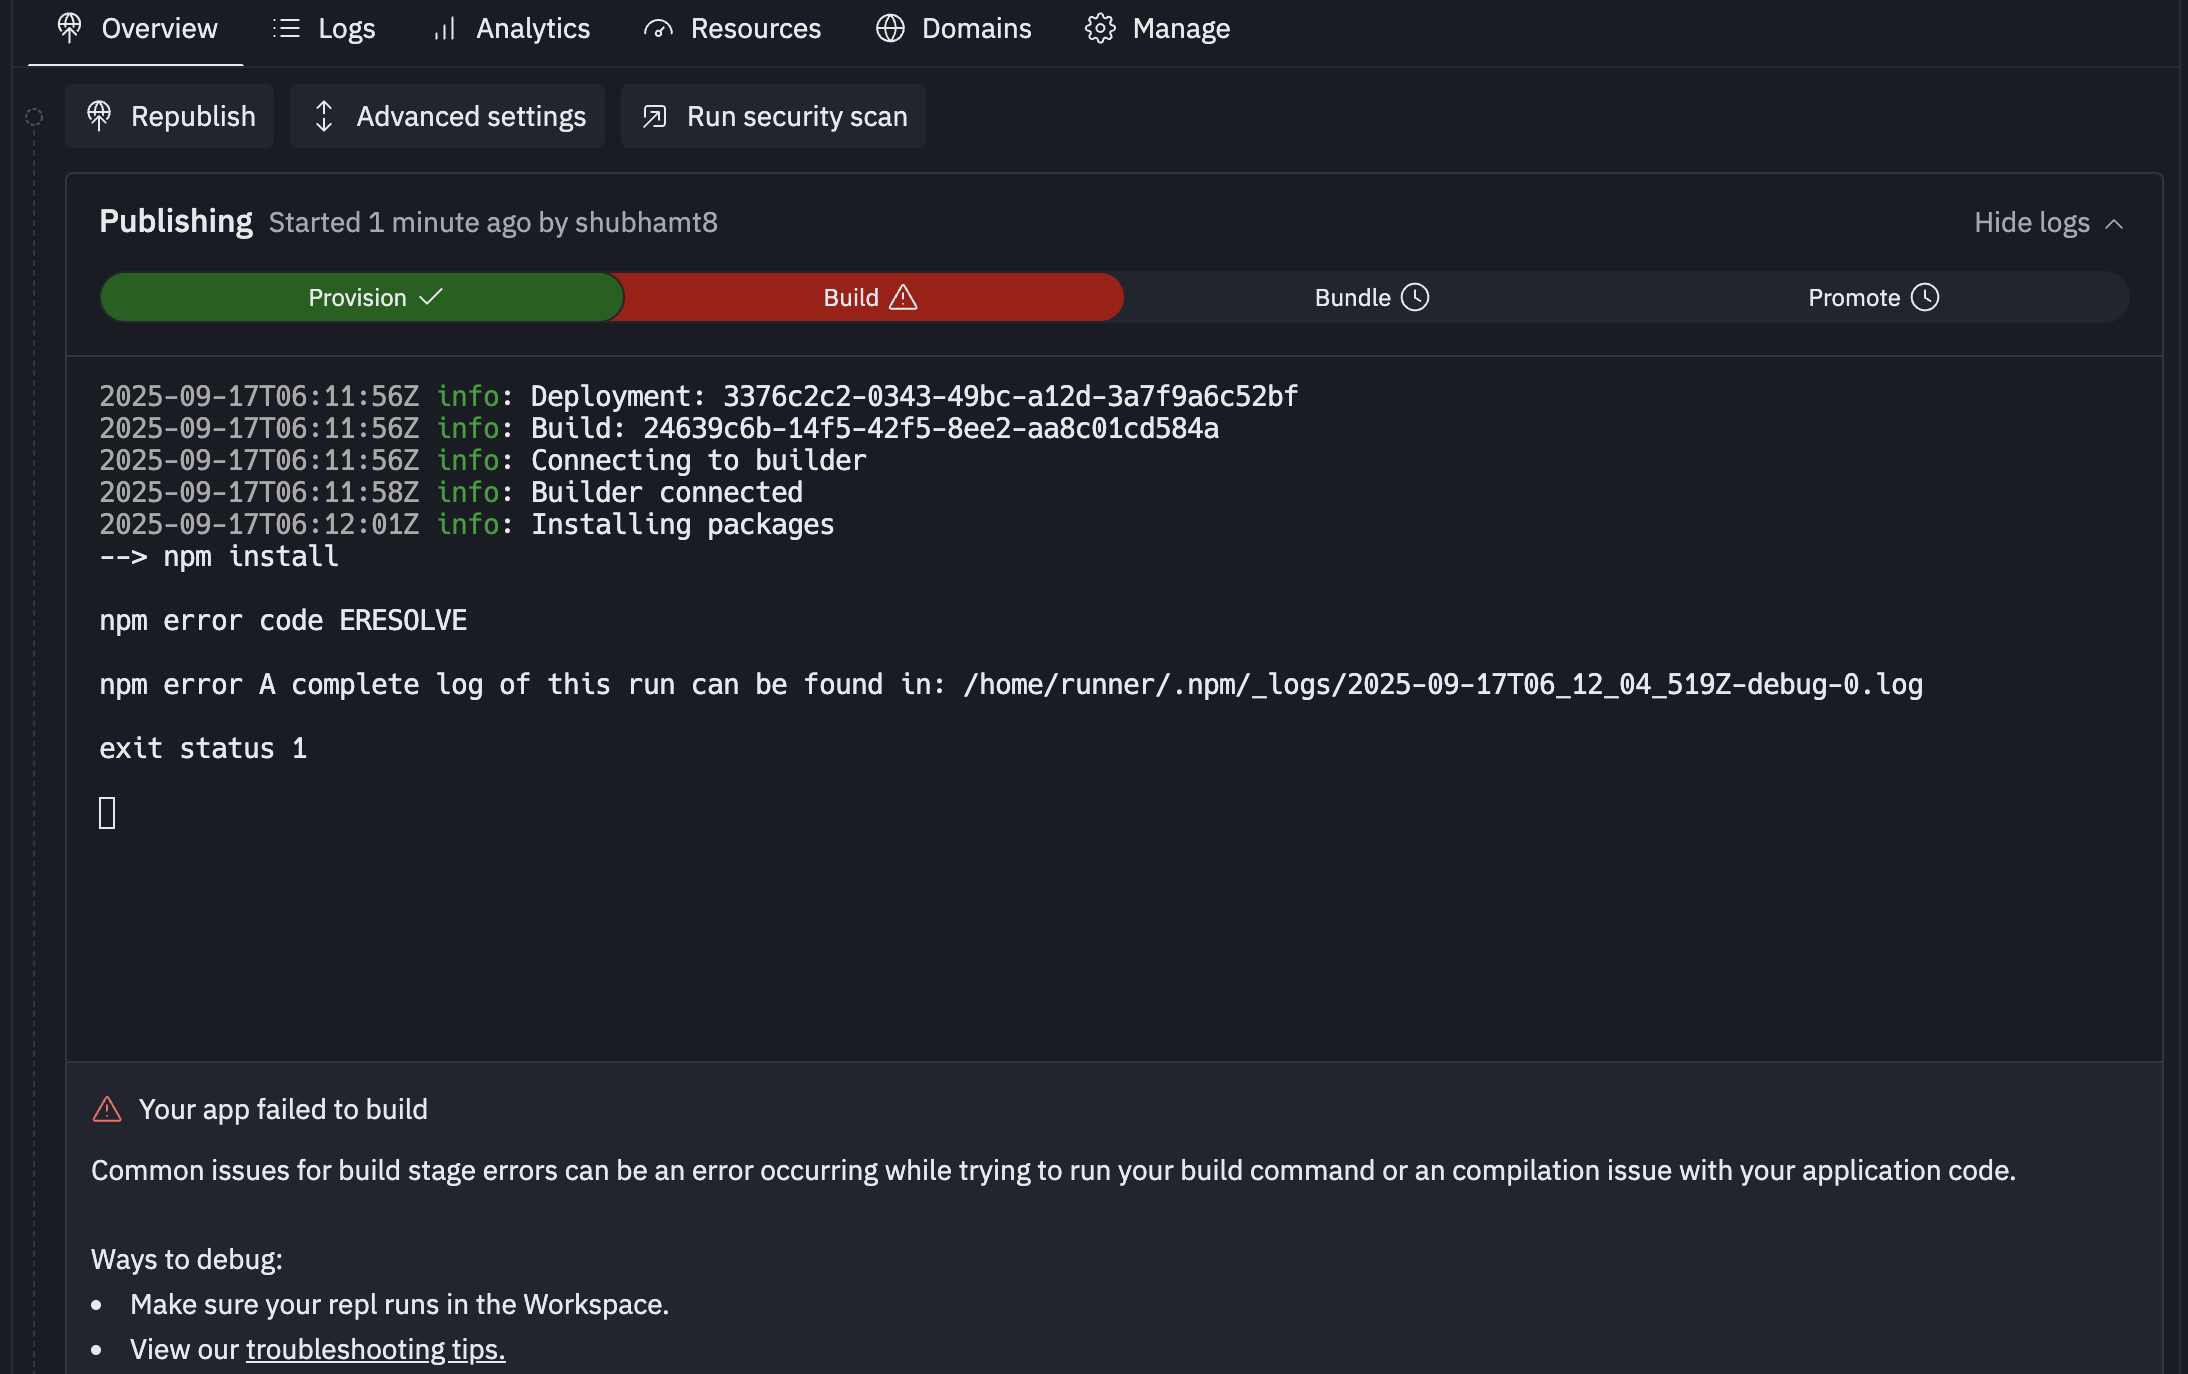 Overview Logs Analytics Resources Domains Manage
Republish Advanced settings Run security scan
Publishing Started 1 minute ago by shubhamt8 Hide logs
Provision Build Bundle Promote
2025-09-17T06:11:56Z info: Deployment: 3376c2c2-0343-49bc-a12d-3a7f9a6c52bf
2025-09-17T06:11:56Z info: Build: 24639c6b-14f5-42f5-8ee2-aa8c01cd584a
2025-09-17T06:11:56Z info: Connecting to builder
2025-09-17T06:11:58Z info: Builder connected
2025-09-17T06:12:01Z info: Installing packages
--> npm install
npm error code ERESOLVE
npm error A complete log of this run can be found in: /home/runner/.npm/_logs/2025-09-17T06_12_04_519Z-debug-0.log
exit status 1
Your app failed to build
Common issues for build stage errors can be an error occurring while trying to run your build command or an compilation issue with your application code.
Ways to debug:
• Make sure your repl runs in the Workspace.
• View our troubleshooting tips.